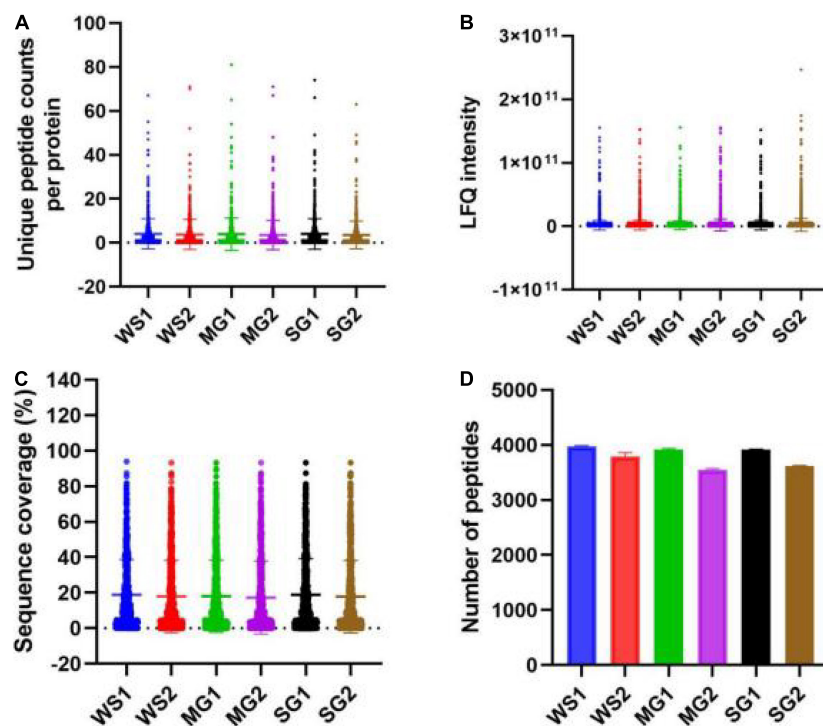 A
Unique peptide counts
per protein
100
80
60
40
20
0
-20
WS1 WS2 MG1 MG2 SG1 SG2
B
LFQ intensity
3×10¹¹
2×10¹¹
1×10¹¹
0
-1×10¹¹
WS1 WS2 MG1 MG2 SG1 SG2
C
Sequence coverage (%)
140
120
100
80
60
40
20
0
-20
WS1 WS2 MG1 MG2 SG1 SG2
D
Number of peptides
5000
4000
3000
2000
1000
0
WS1 WS2 MG1 MG2 SG1 SG2